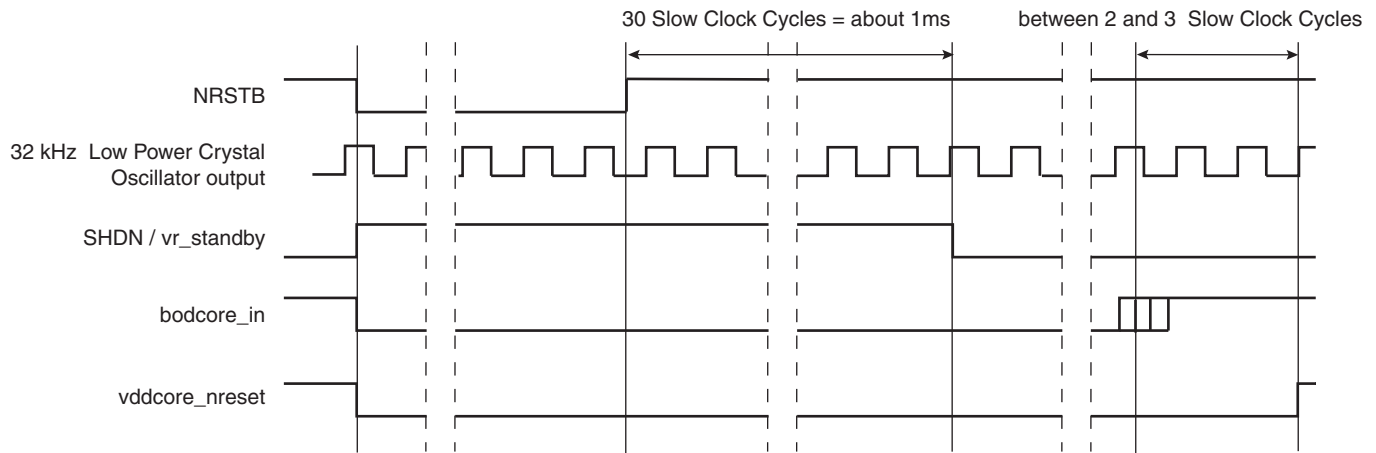 30 Slow Clock Cycles = about 1ms
between 2 and 3 Slow Clock Cycles
NRSTB
32 kHz Low Power Crystal
Oscillator output
SHDN / vr_standby
bodcore_in
vddcore_nreset